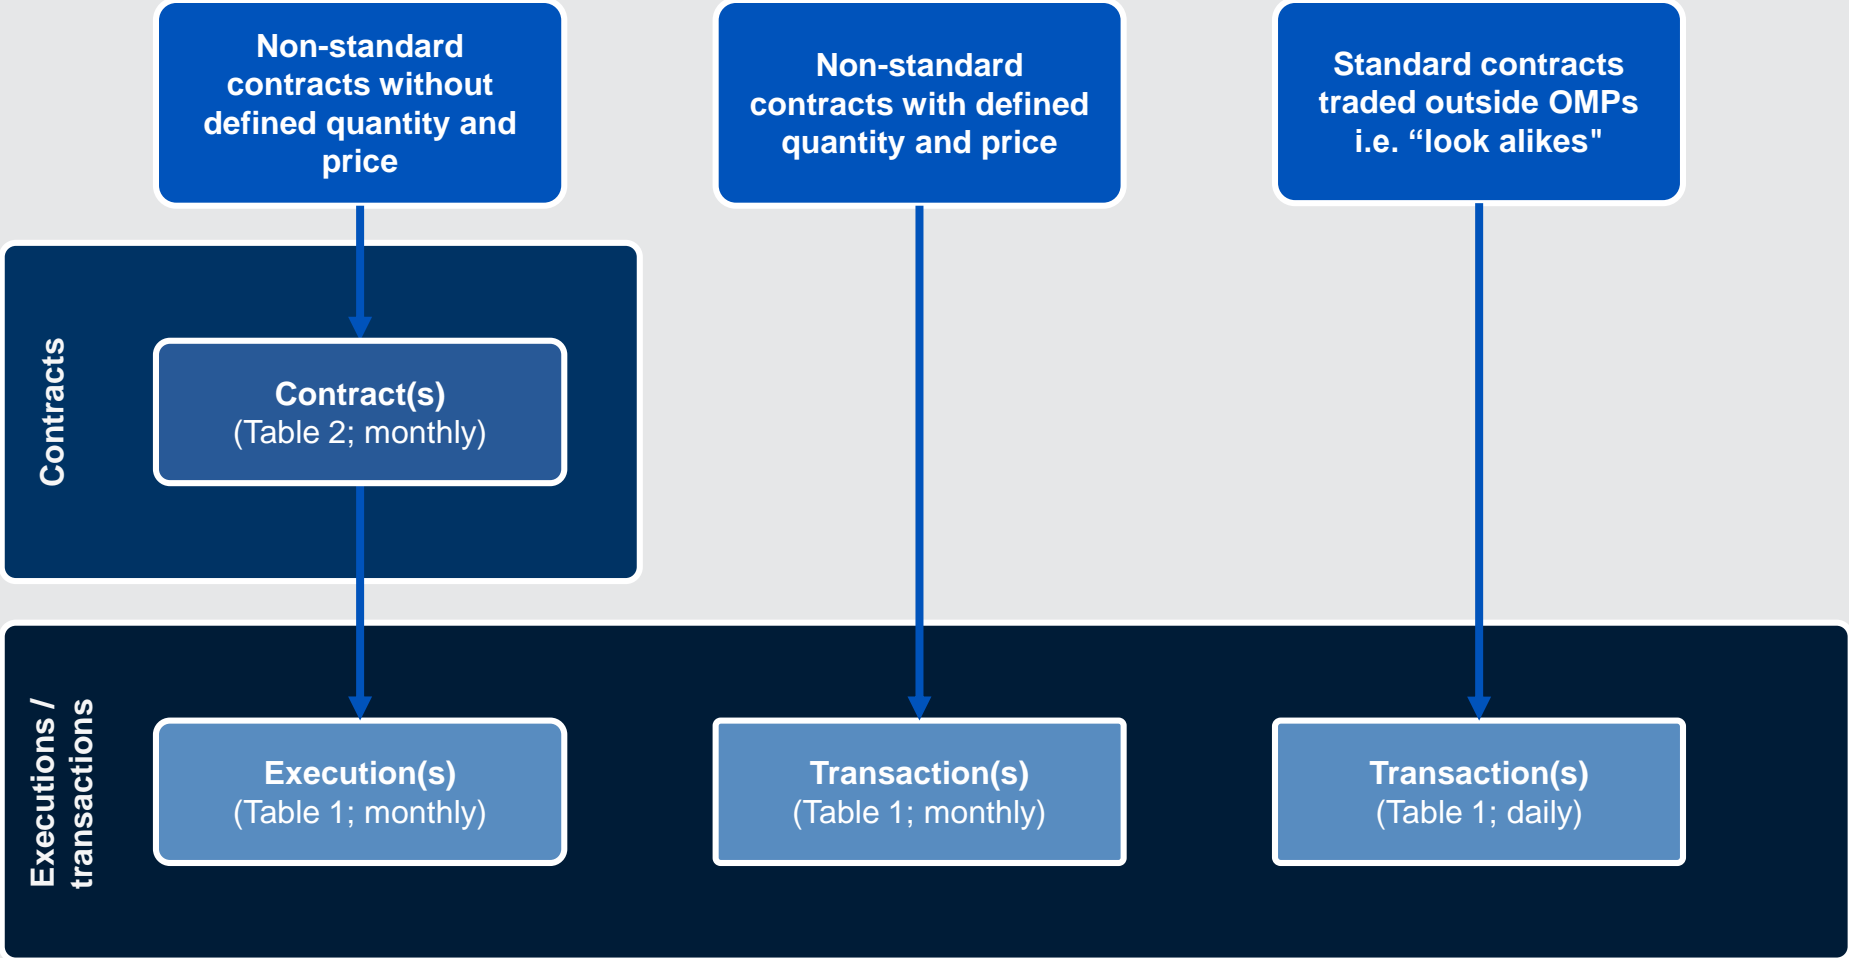 Non-standard
contracts without
defined quantity and
price
Non-standard
contracts with defined
quantity and price
Standard contracts
traded outside OMPs
i.e. “look alikes"
Contracts
Contract(s)
(Table 2; monthly)
Executions /
transactions
Execution(s)
(Table 1; monthly)
Transaction(s)
(Table 1; monthly)
Transaction(s)
(Table 1; daily)